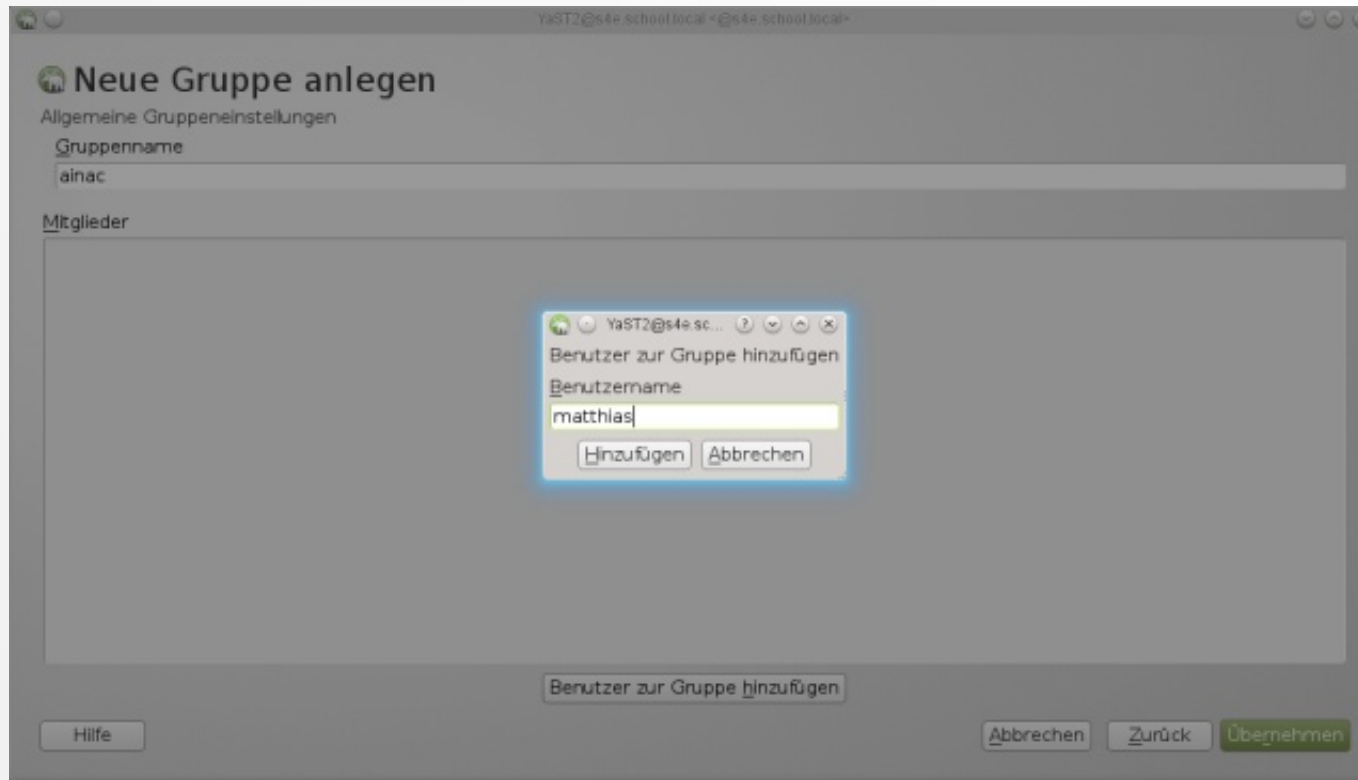 YaST2@s4e.school.local <@s4e.school.local>
Neue Gruppe anlegen
Allgemeine Gruppeneinstellungen
Gruppenname
ainac
Mitglieder
YaST2@s4e.sc...
Benutzer zur Gruppe hinzufügen
Benutzername
matthias
Hinzufügen Abbrechen
Benutzer zur Gruppe hinzufügen
Hilfe Abbrechen Zurück Übernehmen